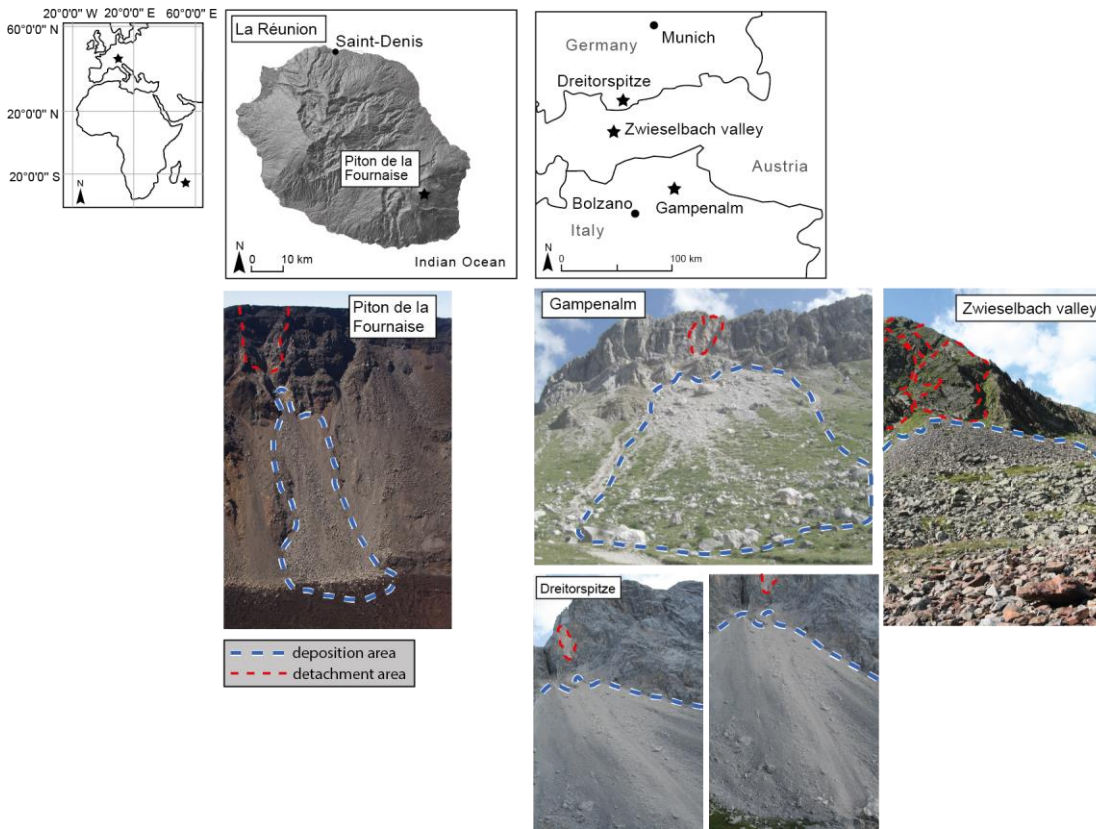 20°0'0" W 20°0'0" E 60°0'0" E
60°0'0" N
20°0'0" N
20°0'0" S
N
La Réunion
Saint-Denis
Piton de la
Fournaise
N
0 10 km
Indian Ocean
Germany
Munich
Dreitorspitze
Zwieselbach valley
Austria
Bolzano
Gampenalm
Italy
N
0 100 km
Piton de la
Fournaise
Gampenalm
Zwieselbach valley
Dreitorspitze
deposition area
detachment area